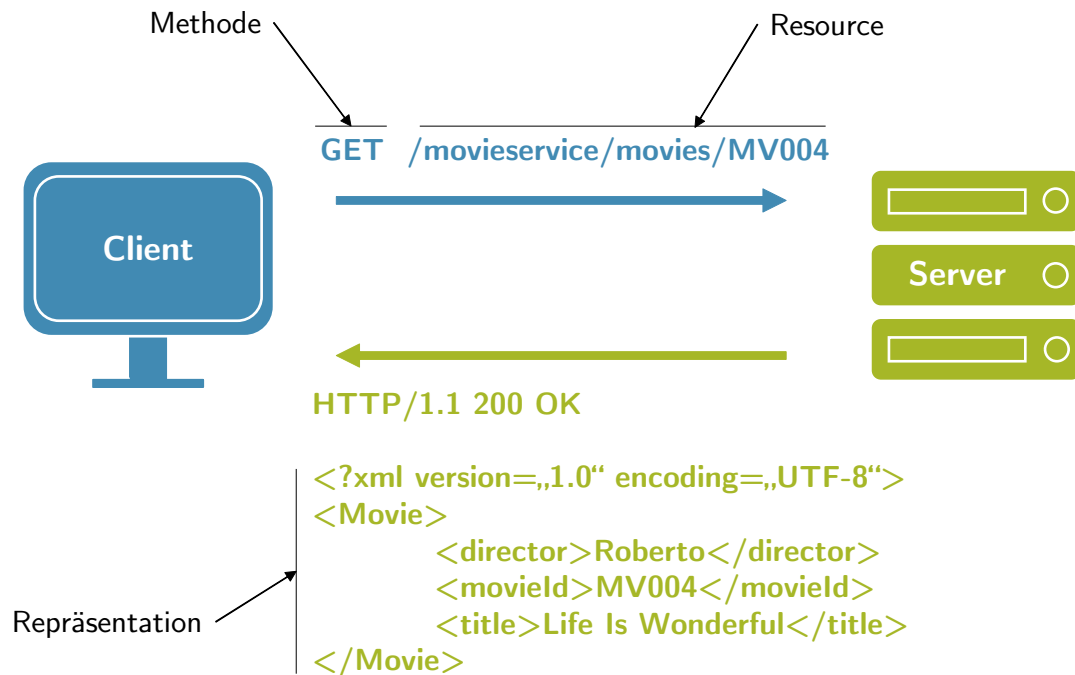 Methode
Resource
GET /movieservice/movies/MV004
Client
Server
HTTP/1.1 200 OK
<?xml version=„1.0“ encoding=„UTF-8“>
<Movie>
<director>Roberto</director>
<movieId>MV004</movieId>
<title>Life Is Wonderful</title>
Repräsentation
</Movie>